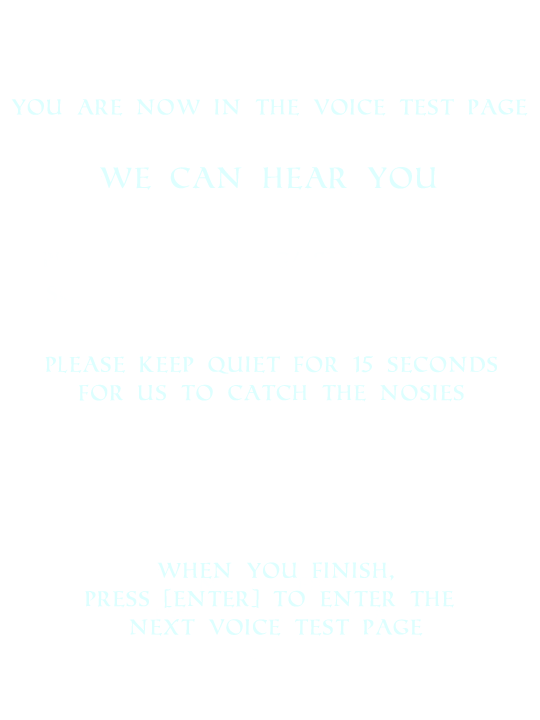 YOU ARE NOW IN THE VOICE TEST PAGE
WE CAN HEAR YOU
PLEASE KEEP QUIET FOR 15 SECONDS
FOR US TO CATCH THE NOSIES
WHEN YOU FINISH,
PRESS [ENTER] TO ENTER THE
NEXT VOICE TEST PAGE